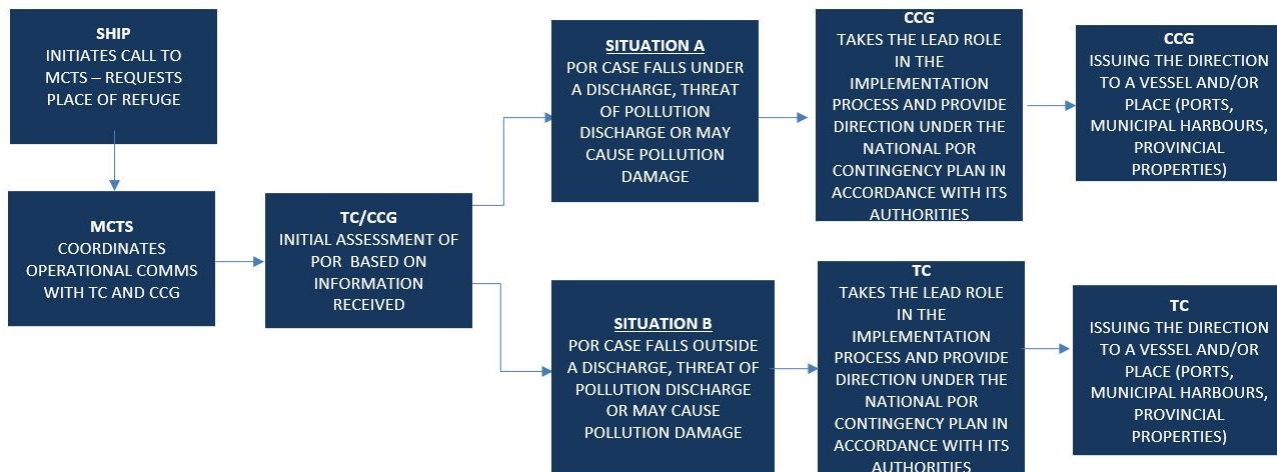 SHIP
INITIATES CALL TO
MCTS – REQUESTS
PLACE OF REFUGE
MCTS
COORDINATES
OPERATIONAL COMMS
WITH TC AND CCG
TC/CCG
INITIAL ASSESSMENT OF
POR BASED ON
INFORMATION
RECEIVED
SITUATION A
POR CASE FALLS UNDER
A DISCHARGE, THREAT
OF POLLUTION
DISCHARGE OR MAY
CAUSE POLLUTION
DAMAGE
CCG
TAKES THE LEAD ROLE
IN THE
IMPLEMENTATION
PROCESS AND PROVIDE
DIRECTION UNDER THE
NATIONAL POR
CONTINGENCY PLAN IN
ACCORDANCE WITH ITS
AUTHORITIES
CCG
ISSUING THE DIRECTION
TO A VESSEL AND/OR
PLACE (PORTS,
MUNICIPAL HARBOURS,
PROVINCIAL
PROPERTIES)
SITUATION B
POR CASE FALLS OUTSIDE
A DISCHARGE, THREAT OF
POLLUTION DISCHARGE
OR MAY CAUSE
POLLUTION DAMAGE
TC
TAKES THE LEAD ROLE
IN THE
IMPLEMENTATION
PROCESS AND PROVIDE
DIRECTION UNDER THE
NATIONAL POR
CONTINGENCY PLAN IN
ACCORDANCE WITH ITS
AUTHORITIES
TC
ISSUING THE DIRECTION
TO A VESSEL AND/OR
PLACE (PORTS,
MUNICIPAL HARBOURS,
PROVINCIAL
PROPERTIES)